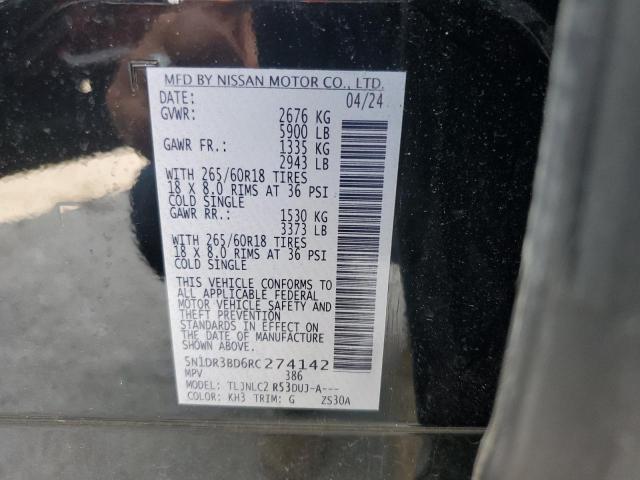 MFD BY NISSAN MOTOR CO., LTD.
DATE: 04/24
GVWR: 2676 KG
5900 LB
GAWR FR.: 1335 KG
2943 LB
WITH 265/60R18 TIRES
18 X 8.0 RIMS AT 36 PSI
COLD SINGLE
GAWR RR.: 1530 KG
3373 LB
WITH 265/60R18 TIRES
18 X 8.0 RIMS AT 36 PSI
COLD SINGLE
THIS VEHICLE CONFORMS TO
ALL APPLICABLE FEDERAL
MOTOR VEHICLE SAFETY AND
THEFT PREVENTION
STANDARDS IN EFFECT ON
THE DATE OF MANUFACTURE
SHOWN ABOVE.
5N1DR3BD6RC274142
MPV 386
MODEL: TLJNLC2 R53DUJ-A---
COLOR: KH3 TRIM: G ZS30A